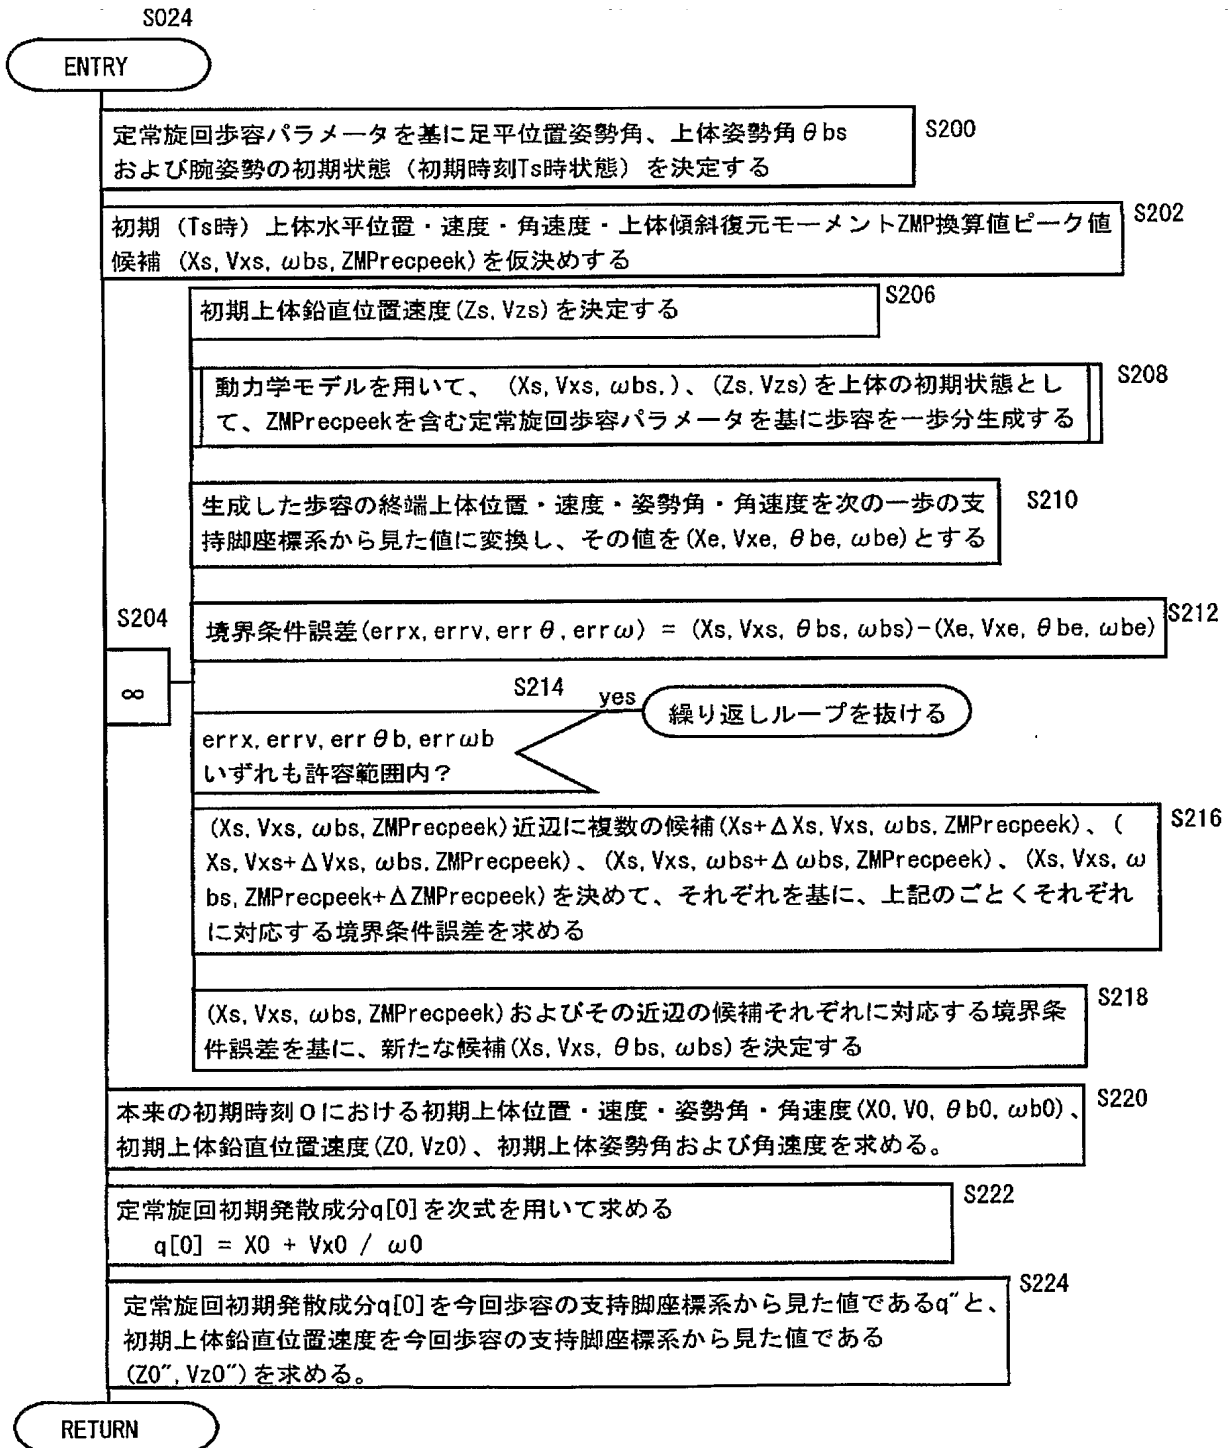 S024
ENTRY
定常旋回歩容パラメータを基に足平位置姿勢角、上体姿勢角θbs
および腕姿勢の初期状態（初期時刻Ts時状態）を決定する
S200
初期（Ts時）上体水平位置・速度・角速度・上体傾斜復元モーメントZMP換算値ピーク値
候補（Xs, Vxs, ωbs, ZMPrecpeek）を仮決めする
S202
初期上体鉛直位置速度(Zs, Vzs)を決定する
S206
動力学モデルを用いて、（Xs, Vxs, ωbs,）、（Zs, Vzs)を上体の初期状態とし
て、ZMPrecpeekを含む定常旋回歩容パラメータを基に歩容を一歩分生成する
S208
生成した歩容の終端上体位置・速度・姿勢角・角速度を次の一歩の支
持脚座標系から見た値に変換し、その値を(Xe, Vxe, θbe, ωbe)とする
S210
S204
∞
境界条件誤差(errx, errv, errθ, errω) = (Xs, Vxs, θbs, ωbs)-(Xe, Vxe, θbe, ωbe)
S212
S214
yes
繰り返しループを抜ける
errx, errv, errθb, errωb
いずれも許容範囲内？
(Xs, Vxs, ωbs, ZMPrecpeek)近辺に複数の候補(Xs+ΔXs, Vxs, ωbs, ZMPrecpeek)、(
Xs, Vxs+ΔVxs, ωbs, ZMPrecpeek)、(Xs, Vxs, ωbs+Δωbs, ZMPrecpeek)、(Xs, Vxs, ω
bs, ZMPrecpeek+ΔZMPrecpeek)を決めて、それぞれを基に、上記のごとくそれぞれ
に対応する境界条件誤差を求める
S216
(Xs, Vxs, ωbs, ZMPrecpeek)およびその近辺の候補それぞれに対応する境界条
件誤差を基に、新たな候補(Xs, Vxs, θbs, ωbs)を決定する
S218
本来の初期時刻0における初期上体位置・速度・姿勢角・角速度(X0, V0, θb0, ωb0)、
初期上体鉛直位置速度(Z0, Vz0)、初期上体姿勢角および角速度を求める。
S220
定常旋回初期発散成分q[0]を次式を用いて求める
q[0] = X0 + Vx0 / ω0
S222
定常旋回初期発散成分q[0]を今回歩容の支持脚座標系から見た値であるq″と、
初期上体鉛直位置速度を今回歩容の支持脚座標系から見た値である
(Z0″, Vz0″)を求める。
S224
RETURN